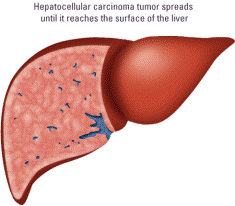 Hepatocellular carcinoma tumor spreads
until it reaches the surface of the liver